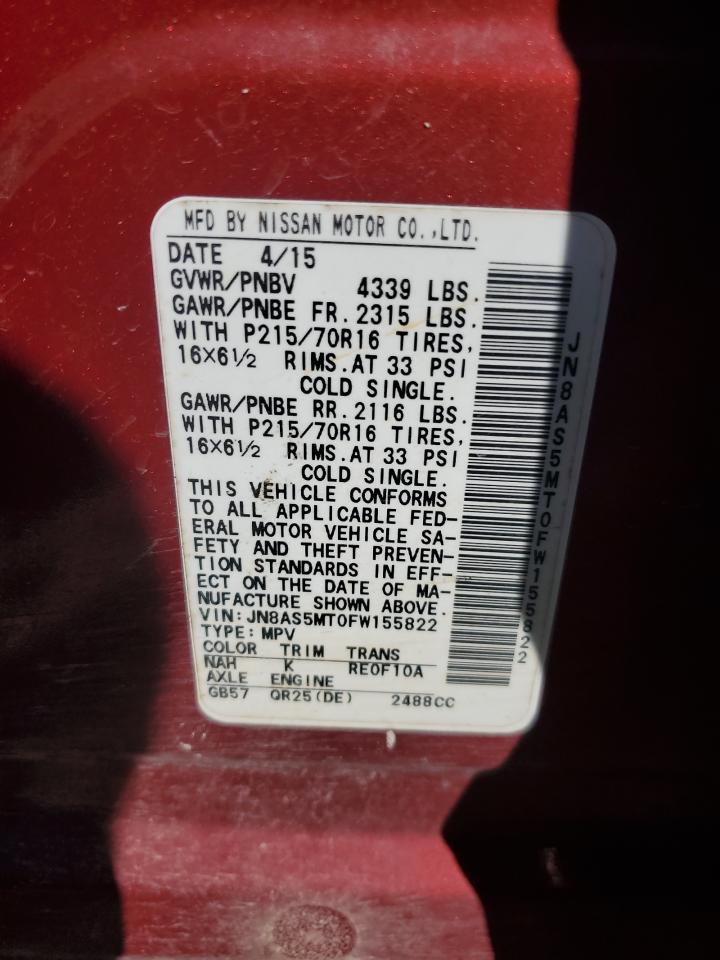 MFD BY NISSAN MOTOR CO.,LTD.
DATE 4/15
GVWR/PNBV 4339 LBS.
GAWR/PNBE FR. 2315 LBS.
WITH P215/70R16 TIRES,
16×6½ RIMS. AT 33 PSI
COLD SINGLE.
GAWR/PNBE RR. 2116 LBS.
WITH P215/70R16 TIRES,
16×6½ RIMS. AT 33 PSI
COLD SINGLE.
THIS VEHICLE CONFORMS
TO ALL APPLICABLE FED-
ERAL MOTOR VEHICLE SA-
FETY AND THEFT PREVEN-
TION STANDARDS IN EFF-
ECT ON THE DATE OF MA-
NUFACTURE SHOWN ABOVE.
VIN: JN8AS5MT0FW155822
TYPE: MPV
COLOR TRIM TRANS
NAH K RE0F10A
AXLE ENGINE
GB57 QR25(DE) 2488CC
JN8AS5MT0FW155822